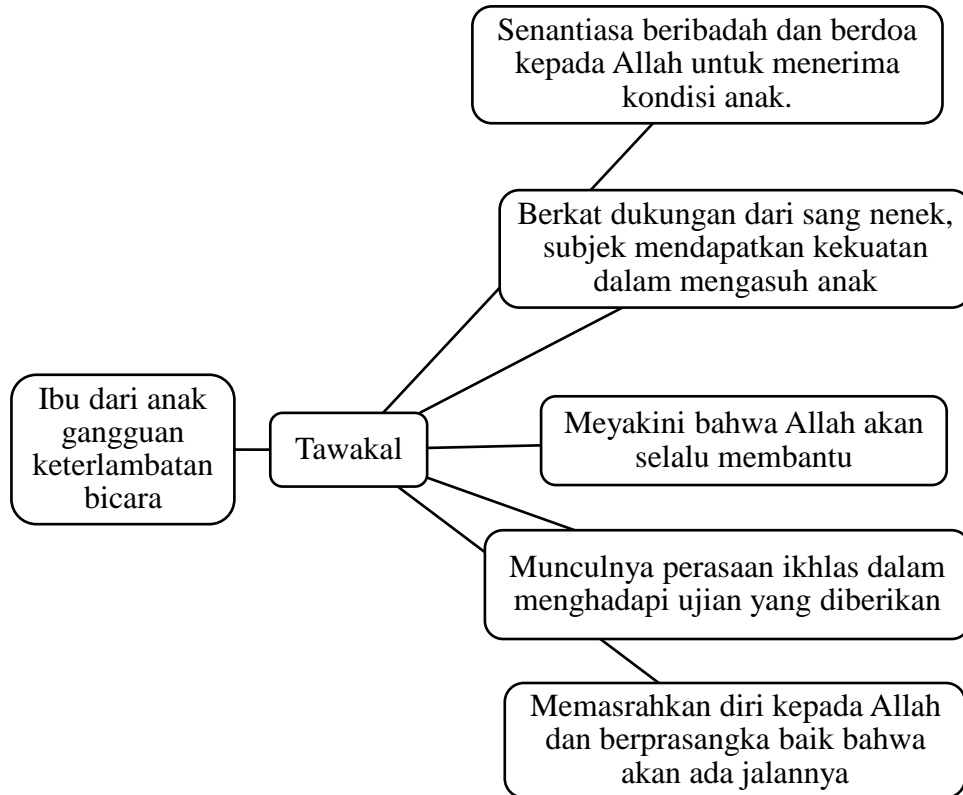 Senantiasa beribadah dan berdoa
kepada Allah untuk menerima
kondisi anak.
Berkat dukungan dari sang nenek,
subjek mendapatkan kekuatan
dalam mengasuh anak
Ibu dari anak
gangguan
keterlambatan
bicara
Tawakal
Meyakini bahwa Allah akan
selalu membantu
Munculnya perasaan ikhlas dalam
menghadapi ujian yang diberikan
Memasrahkan diri kepada Allah
dan berprasangka baik bahwa
akan ada jalannya